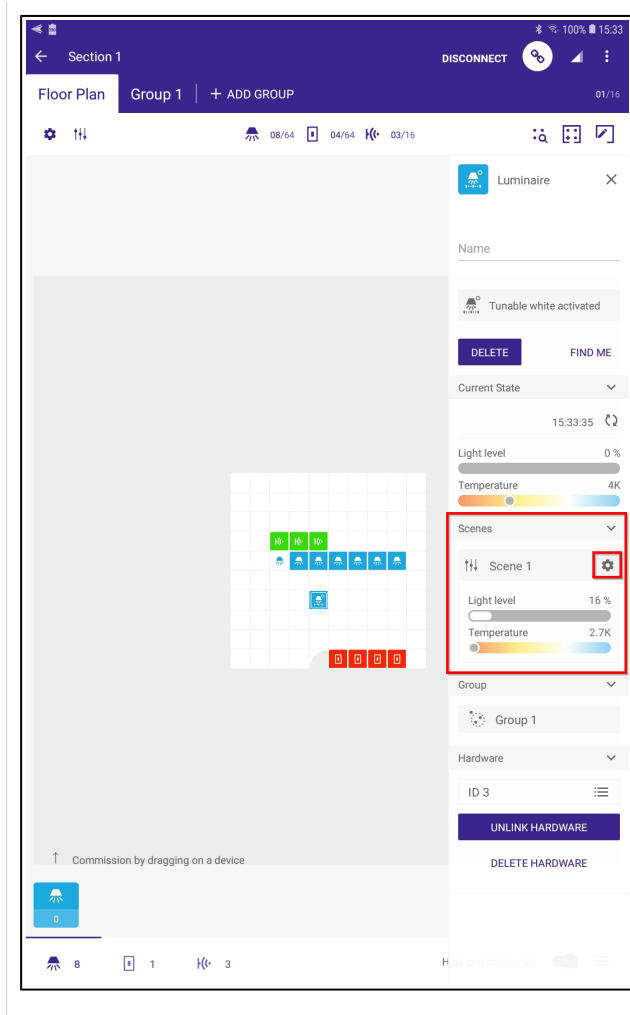 100% 15:33
Section 1
DISCONNECT
Floor Plan
Group 1
+ ADD GROUP
01/16
08/64
04/64
03/16
Luminaire
Name
Tunable white activated
DELETE
FIND ME
Current State
15:33:35
Light level 0 %
Temperature 4K
Scenes
Scene 1
Light level 16 %
Temperature 2.7K
Group
Group 1
Hardware
ID 3
UNLINK HARDWARE
DELETE HARDWARE
Commission by dragging on a device
0
8
1
3